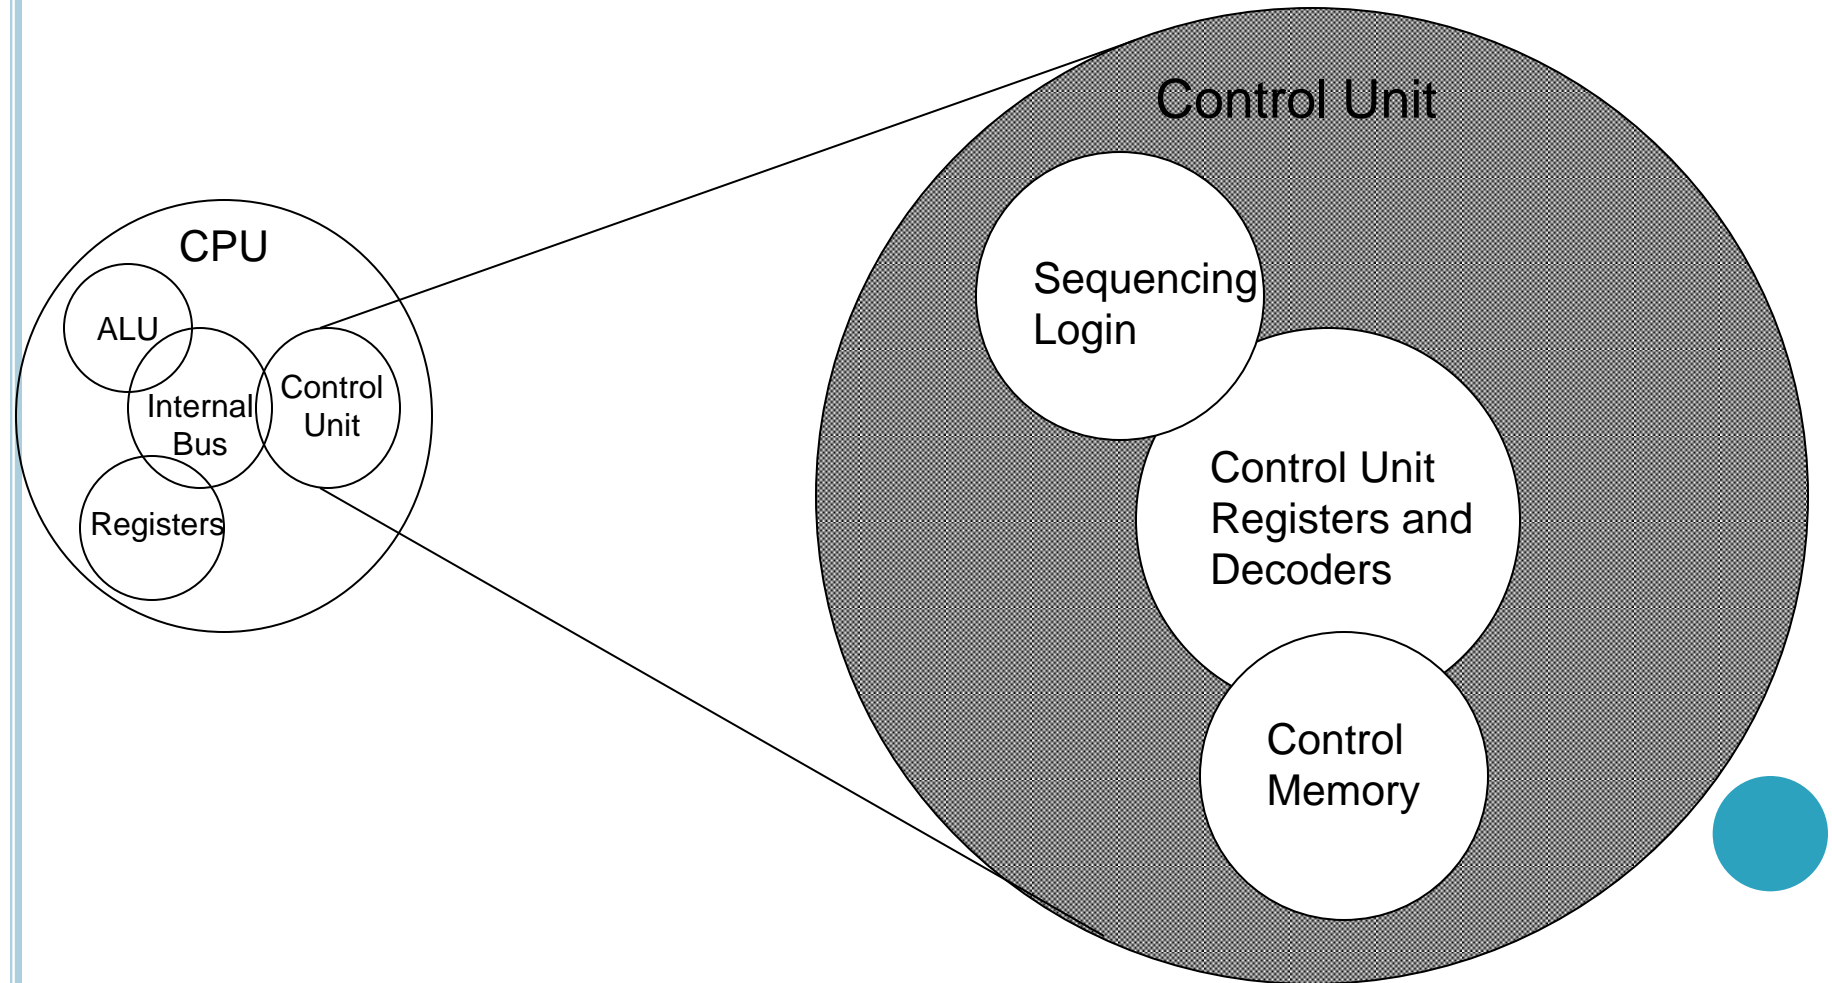 CPU
ALU
Internal
Bus
Control
Unit
Registers
Control Unit
Sequencing
Login
Control Unit
Registers and
Decoders
Control
Memory